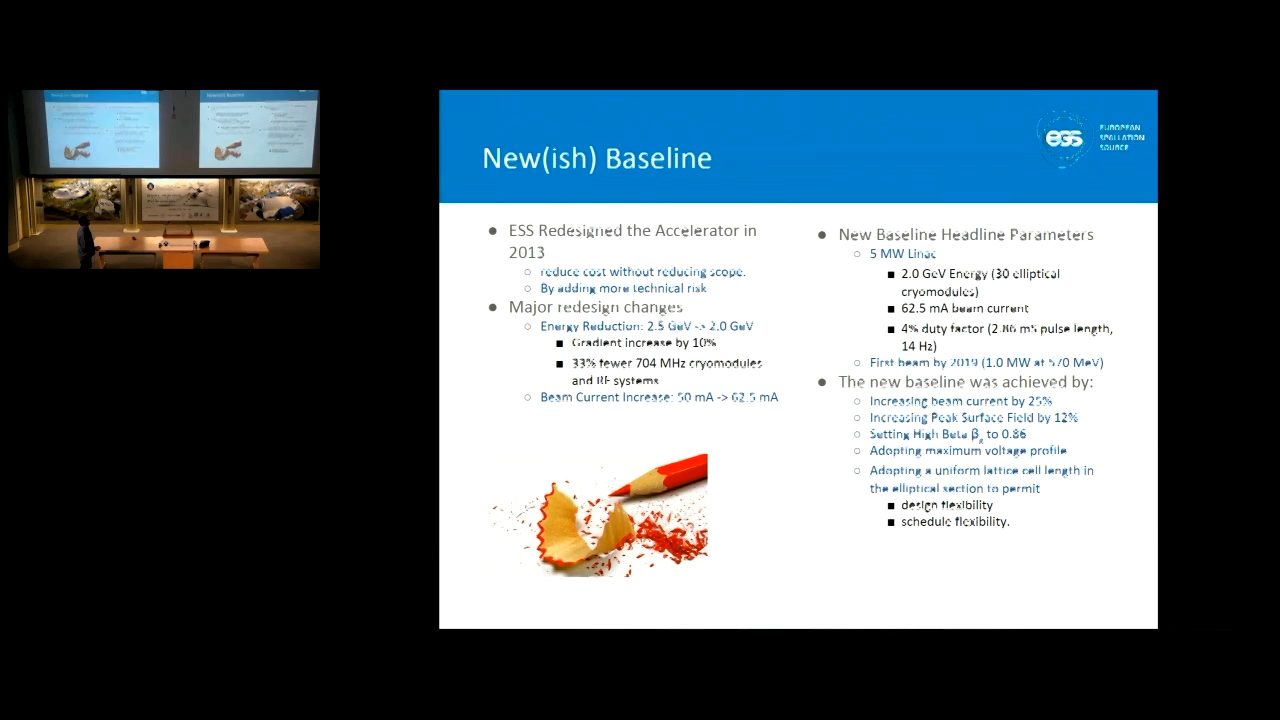 New(ish) Baseline
ess
EUROPEAN
SPALLATION
SOURCE
● ESS Redesigned the Accelerator in
2013
○ reduce cost without reducing scope.
○ By adding more technical risk
● Major redesign changes
○ Energy Reduction: 2.5 GeV -> 2.0 GeV
■ Gradient increase by 10%
■ 33% fewer 704 MHz cryomodules
and RF systems
○ Beam Current Increase: 50 mA -> 62.5 mA
● New Baseline Headline Parameters
○ 5 MW Linac
■ 2.0 GeV Energy (30 elliptical
cryomodules)
■ 62.5 mA beam current
■ 4% duty factor (2.86 ms pulse length,
14 Hz)
○ First beam by 2019 (1.0 MW at 570 MeV)
● The new baseline was achieved by:
○ Increasing beam current by 25%
○ Increasing Peak Surface Field by 12%
○ Setting High Beta βg to 0.86
○ Adopting maximum voltage profile
○ Adopting a uniform lattice cell length in
the elliptical section to permit
■ design flexibility
■ schedule flexibility.